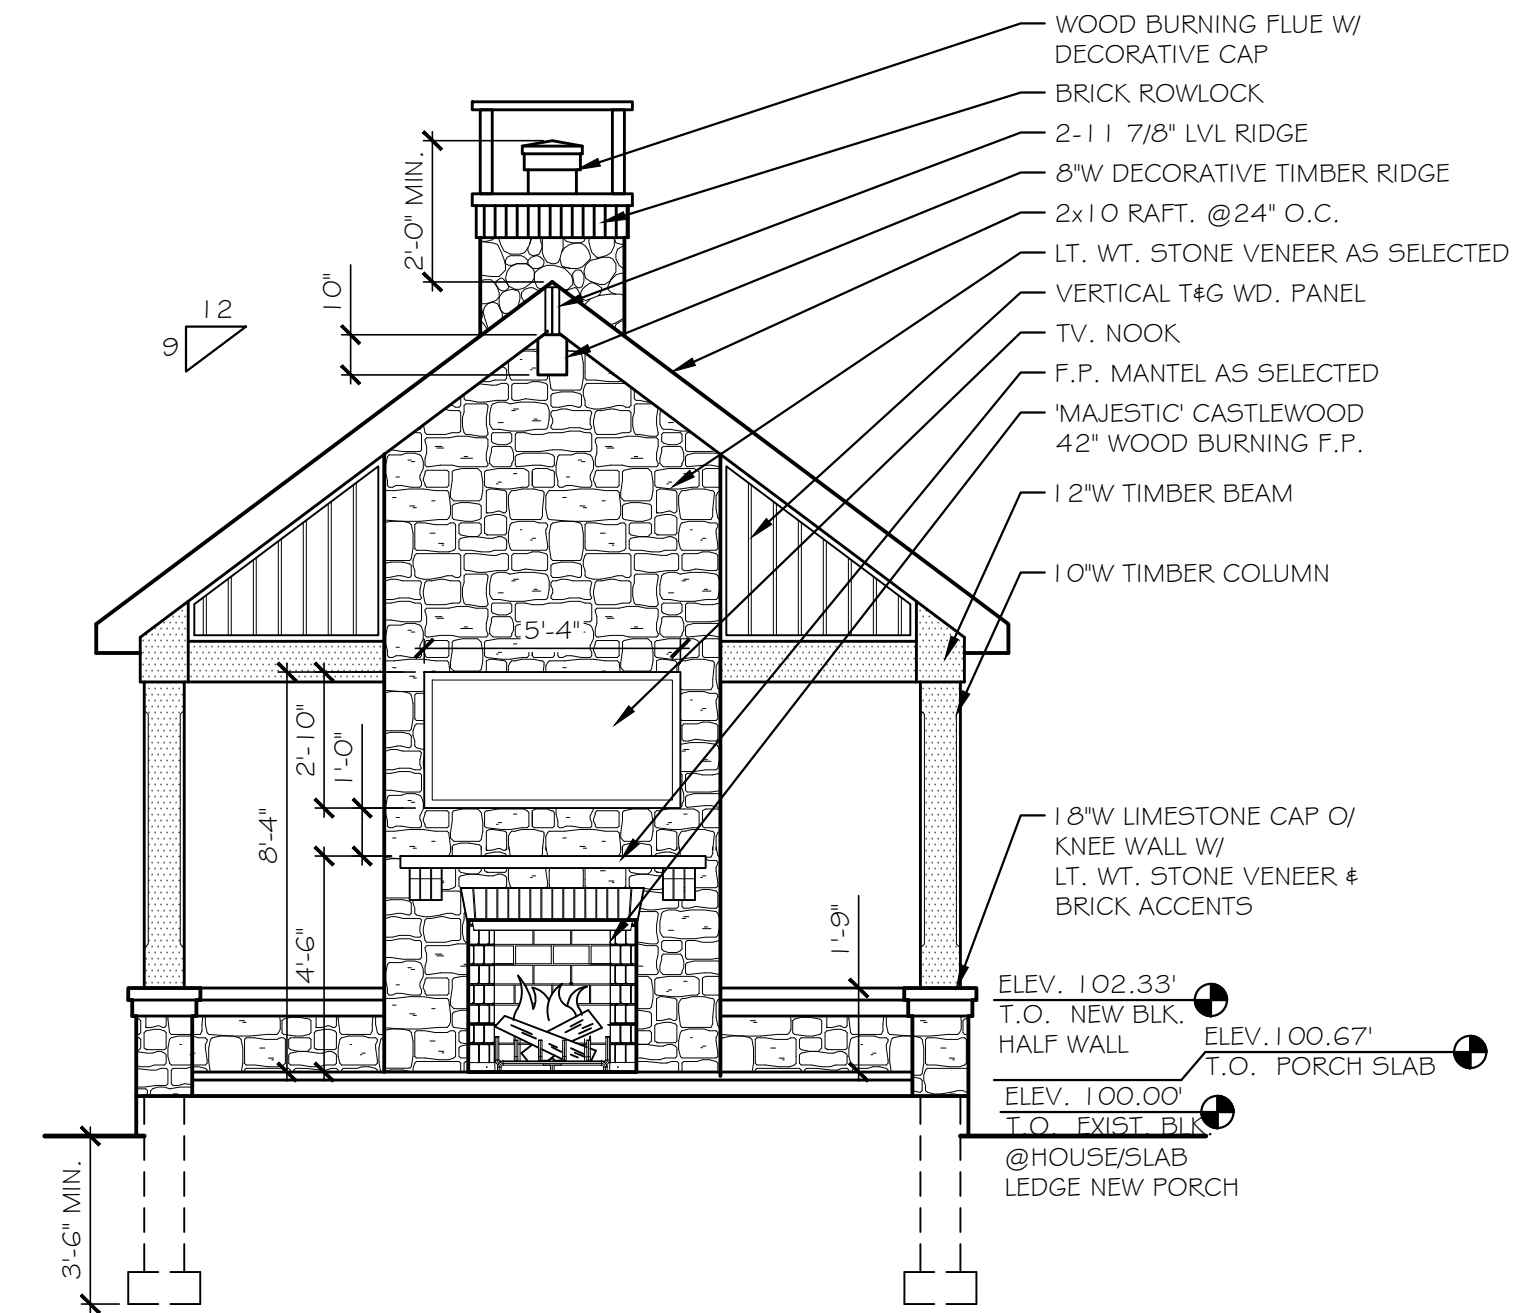 WOOD BURNING FLUE W/
DECORATIVE CAP
BRICK ROWLOCK
2-11 7/8" LVL RIDGE
8"W DECORATIVE TIMBER RIDGE
2x10 RAFT. @24" O.C.
LT. WT. STONE VENEER AS SELECTED
VERTICAL T&G WD. PANEL
TV. NOOK
F.P. MANTEL AS SELECTED
'MAJESTIC' CASTLEWOOD
42" WOOD BURNING F.P.
12"W TIMBER BEAM
10"W TIMBER COLUMN
18"W LIMESTONE CAP O/
KNEE WALL W/
LT. WT. STONE VENEER &
BRICK ACCENTS
2'-0" MIN.
10"
12
9
5'-4"
2'-10"
1'-0"
8'-4"
4'-6"
1'-9"
3'-6" MIN.
ELEV. 102.33'
T.O. NEW BLK.
HALF WALL
ELEV.100.67'
T.O. PORCH SLAB
ELEV. 100.00'
T.O. EXIST. BLK.
@HOUSE/SLAB
LEDGE NEW PORCH